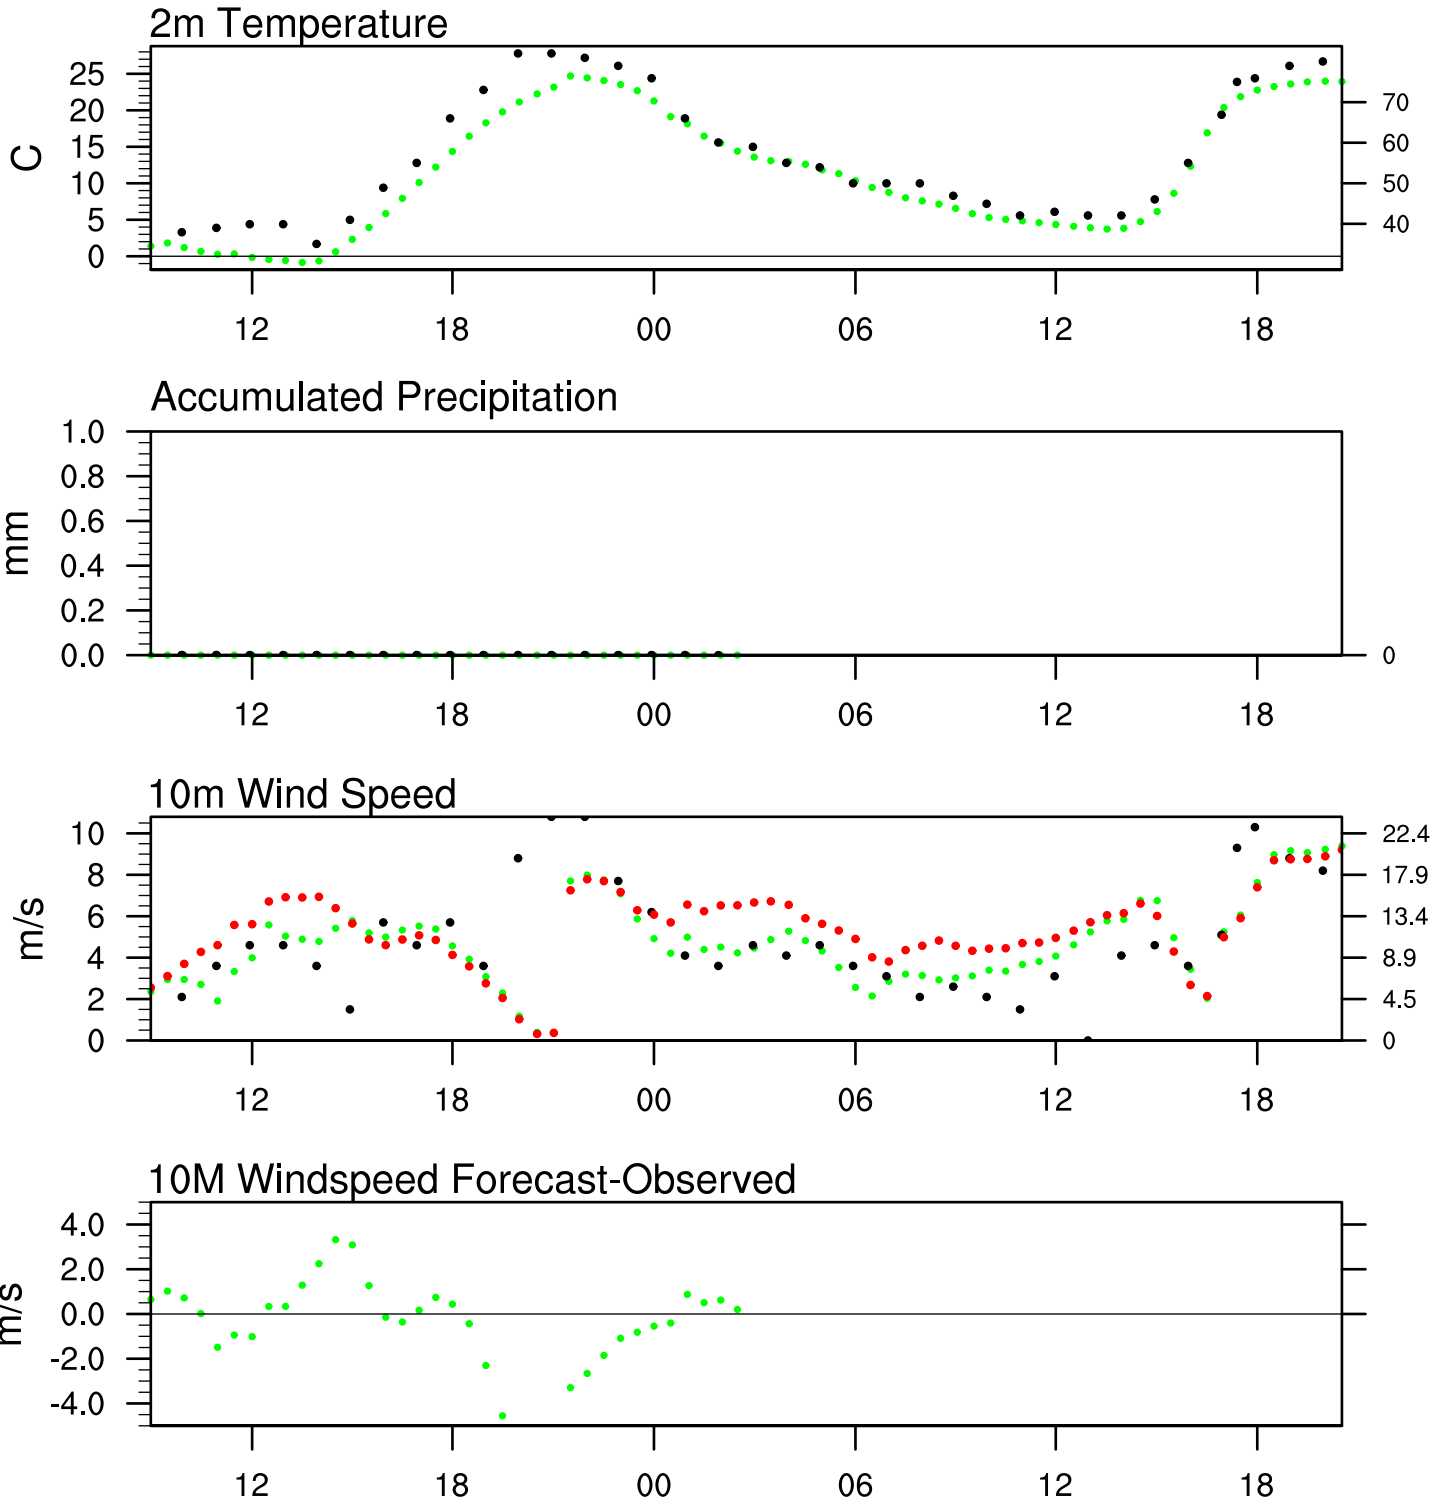 2m Temperature
25
20
15
10
5
0
C
70
60
50
40
12 18 00 06 12 18
Accumulated Precipitation
1.0
0.8
0.6
0.4
0.2
0.0
mm
0
12 18 00 06 12 18
10m Wind Speed
10
8
6
4
2
0
m/s
22.4
17.9
13.4
8.9
4.5
0
12 18 00 06 12 18
10M Windspeed Forecast-Observed
4.0
2.0
0.0
-2.0
-4.0
m/s
12 18 00 06 12 18